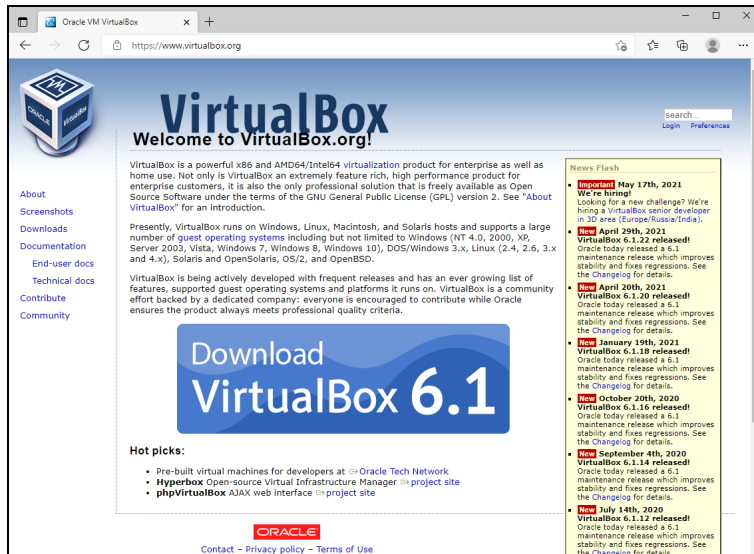 Oracle VM VirtualBox
https://www.virtualbox.org
VirtualBox
search...
Login Preferences
Welcome to VirtualBox.org!
ORACLE
VirtualBox
About
Screenshots
Downloads
Documentation
End-user docs
Technical docs
Contribute
Community
VirtualBox is a powerful x86 and AMD64/Intel64 virtualization product for enterprise as well as
home use. Not only is VirtualBox an extremely feature rich, high performance product for
enterprise customers, it is also the only professional solution that is freely available as Open
Source Software under the terms of the GNU General Public License (GPL) version 2. See "About
VirtualBox" for an introduction.
Presently, VirtualBox runs on Windows, Linux, Macintosh, and Solaris hosts and supports a large
number of guest operating systems including but not limited to Windows (NT 4.0, 2000, XP,
Server 2003, Vista, Windows 7, Windows 8, Windows 10), DOS/Windows 3.x, Linux (2.4, 2.6, 3.x
and 4.x), Solaris and OpenSolaris, OS/2, and OpenBSD.
VirtualBox is being actively developed with frequent releases and has an ever growing list of
features, supported guest operating systems and platforms it runs on. VirtualBox is a community
effort backed by a dedicated company: everyone is encouraged to contribute while Oracle
ensures the product always meets professional quality criteria.
Download
VirtualBox 6.1
Hot picks:
Pre-built virtual machines for developers at Oracle Tech Network
Hyperbox Open-source Virtual Infrastructure Manager project site
phpVirtualBox AJAX web interface project site
ORACLE
Contact – Privacy policy – Terms of Use
News Flash
Important May 17th, 2021
We're hiring!
Looking for a new challenge? We're
hiring a VirtualBox senior developer
in 3D area (Europe/Russia/India).
New April 29th, 2021
VirtualBox 6.1.22 released!
Oracle today released a 6.1
maintenance release which improves
stability and fixes regressions. See
the Changelog for details.
New April 20th, 2021
VirtualBox 6.1.20 released!
Oracle today released a 6.1
maintenance release which improves
stability and fixes regressions. See
the Changelog for details.
New January 19th, 2021
VirtualBox 6.1.18 released!
Oracle today released a 6.1
maintenance release which improves
stability and fixes regressions. See
the Changelog for details.
New October 20th, 2020
VirtualBox 6.1.16 released!
Oracle today released a 6.1
maintenance release which improves
stability and fixes regressions. See
the Changelog for details.
New September 4th, 2020
VirtualBox 6.1.14 released!
Oracle today released a 6.1
maintenance release which improves
stability and fixes regressions. See
the Changelog for details.
New July 14th, 2020
VirtualBox 6.1.12 released!
Oracle today released a 6.1
maintenance release which improves
stability and fixes regressions. See
the Changelog for details.